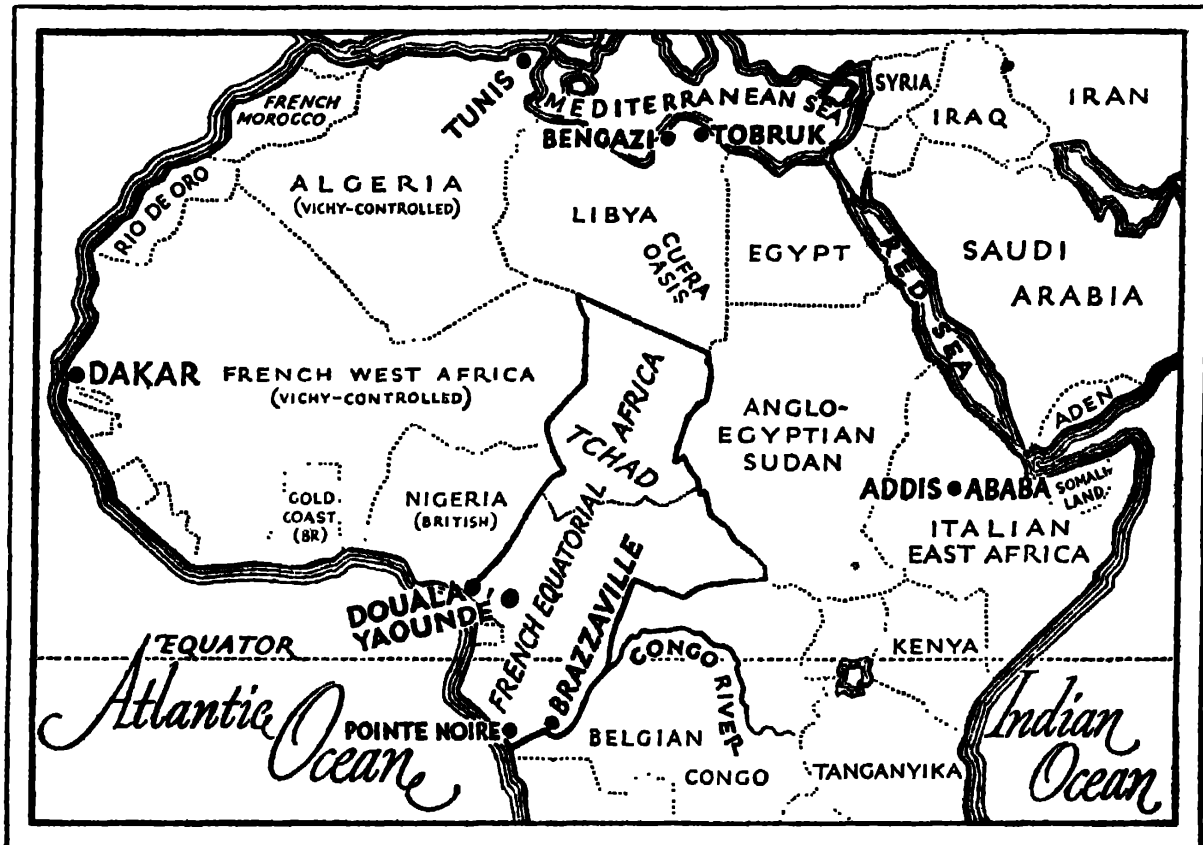 TUNIS
MEDITERRANEAN SEA
SYRIA
IRAQ
IRAN
FRENCH
MOROCCO
BENGAZI
TOBRUK
RIO DE ORO
ALGERIA
(VICHY-CONTROLLED)
LIBYA
CUFRA
OASIS
EGYPT
RED SEA
SAUDI
ARABIA
DAKAR
FRENCH WEST AFRICA
(VICHY-CONTROLLED)
AFRICA
TCHAD
ANGLO-
EGYPTIAN
SUDAN
ADEN
GOLD
COAST
(BR)
NIGERIA
(BRITISH)
ADDIS ABABA
SOMALI-
LAND
ITALIAN
EAST AFRICA
FRENCH EQUATORIAL
BRAZZAVILLE
DOUALA
YAOUNDÉ
EQUATOR
KENYA
CONGO RIVER
Atlantic
Ocean
POINTE NOIRE
BELGIAN
CONGO
TANGANYIKA
Indian
Ocean